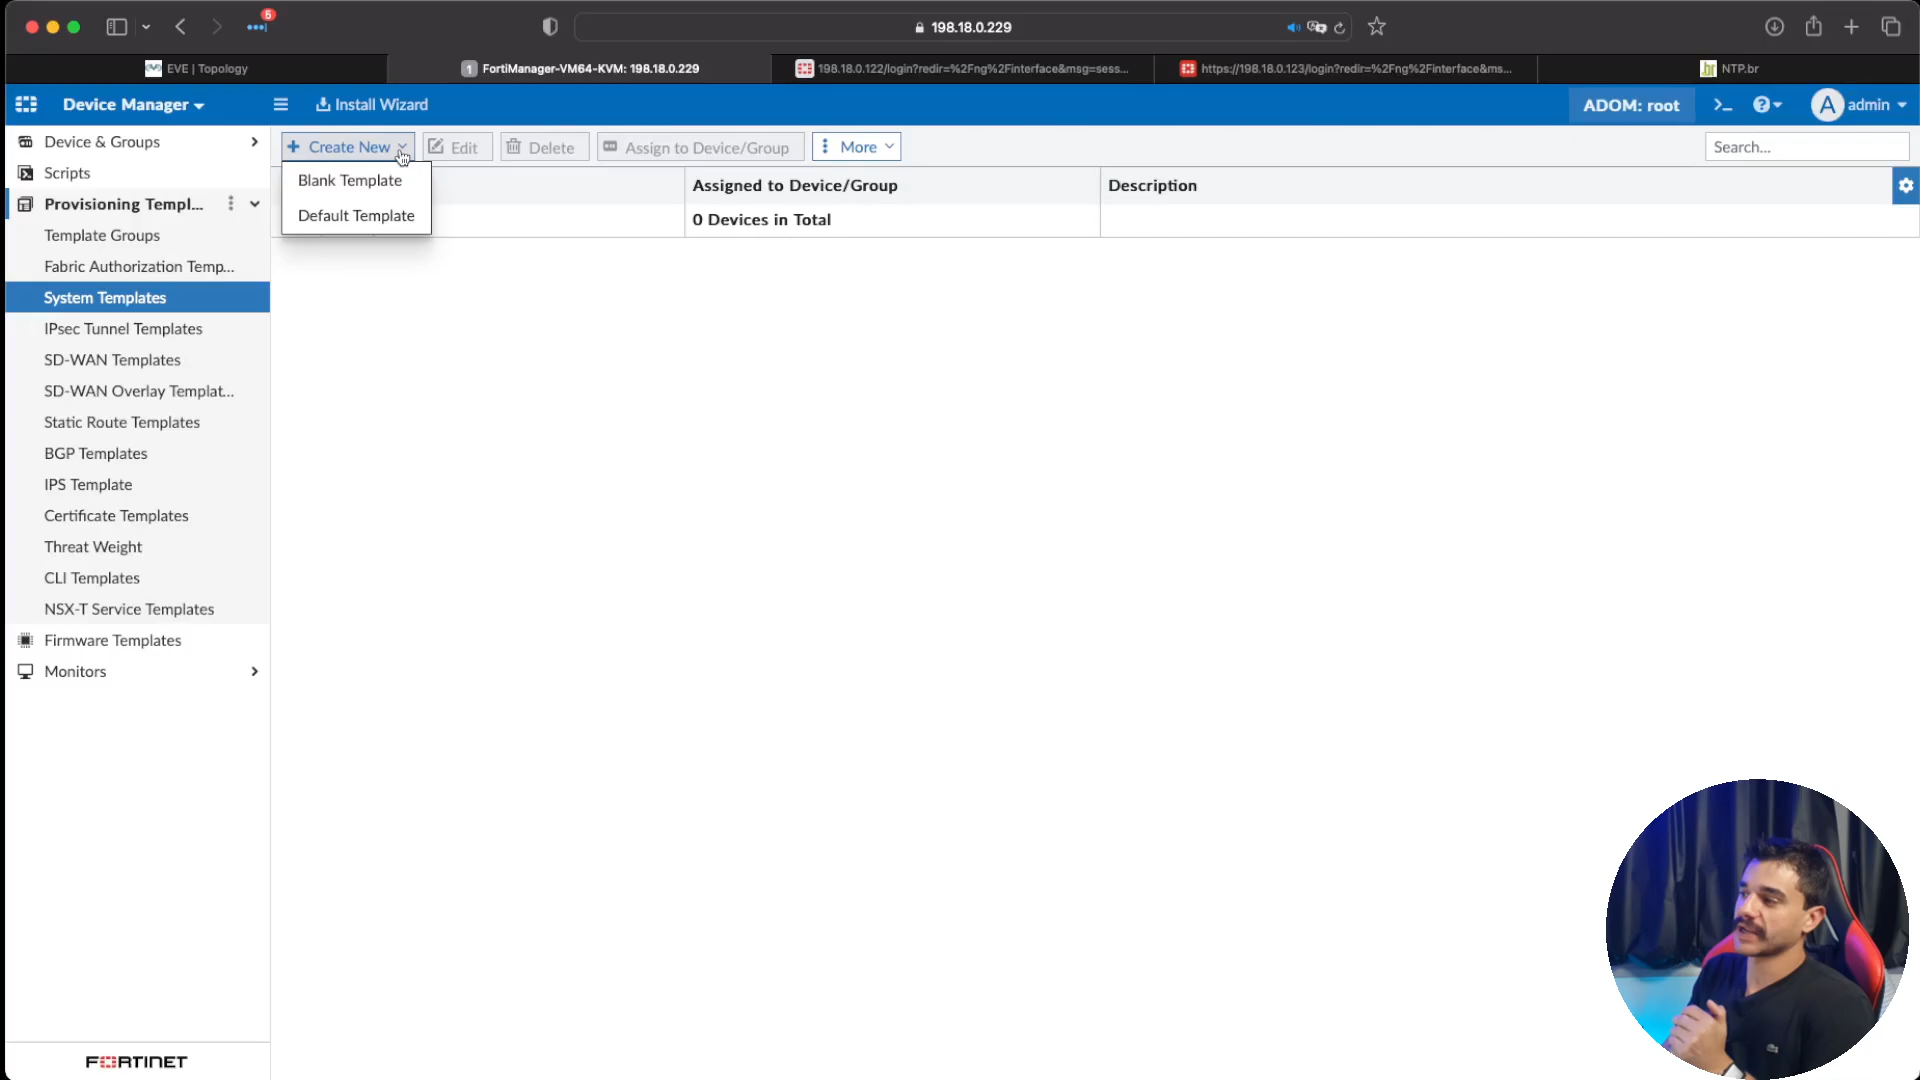 5
198.18.0.229
EVE | Topology
1 FortiManager-VM64-KVM: 198.18.0.229
198.18.0.122/login?redir=%2Fng%2Finterface&msg=sess...
https://198.18.0.123/login?redir=%2Fng%2Finterface&ms...
.br NTP.br
Device Manager
Install Wizard
ADOM: root
A admin
Device & Groups
Create New
Edit
Delete
Assign to Device/Group
More
Search...
Scripts
Blank Template
Assigned to Device/Group
Description
Provisioning Templ...
Default Template
0 Devices in Total
Template Groups
Fabric Authorization Temp...
System Templates
IPsec Tunnel Templates
SD-WAN Templates
SD-WAN Overlay Templat...
Static Route Templates
BGP Templates
IPS Template
Certificate Templates
Threat Weight
CLI Templates
NSX-T Service Templates
Firmware Templates
Monitors
FORTINET